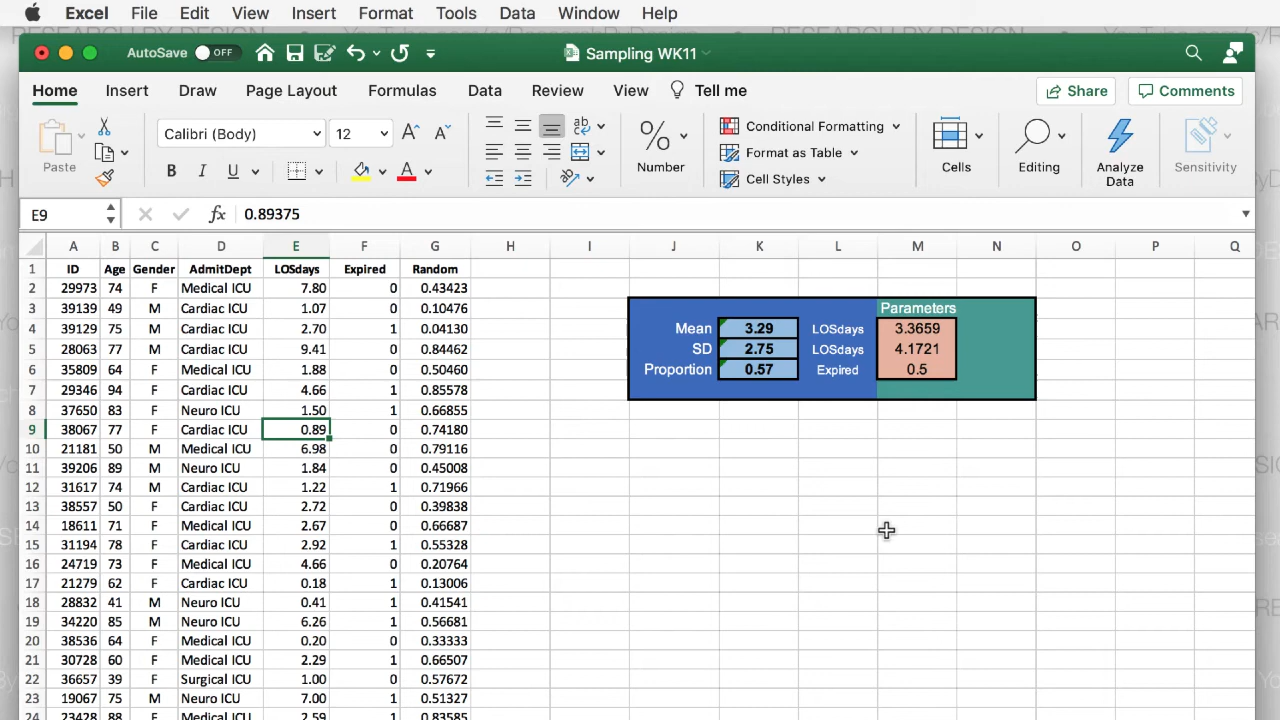 Excel File Edit View Insert Format Tools Data Window Help
AutoSave OFF Sampling WK11
Home Insert Draw Page Layout Formulas Data Review View Tell me Share Comments
Paste Calibri (Body) 12 A A B I U A ab % Number Conditional Formatting Format as Table Cell Styles Cells Editing Analyze Data Sensitivity
E9 fx 0.89375
A B C D E F G H I J K L M N O P Q
1 ID Age Gender AdmitDept LOSdays Expired Random
2 29973 74 F Medical ICU 7.80 0 0.43423
3 39139 49 M Cardiac ICU 1.07 0 0.10476 Parameters
4 39129 75 M Cardiac ICU 2.70 1 0.04130 Mean 3.29 LOSdays 3.3659
5 28063 77 M Cardiac ICU 9.41 0 0.84462 SD 2.75 LOSdays 4.1721
6 35809 64 F Medical ICU 1.88 0 0.50460 Proportion 0.57 Expired 0.5
7 29346 94 F Medical ICU 4.66 1 0.85578
8 37650 83 F Neuro ICU 1.50 1 0.66855
9 38067 77 F Cardiac ICU 0.89 0 0.74180
10 21181 50 M Medical ICU 6.98 0 0.79116
11 39206 89 M Neuro ICU 1.84 0 0.45008
12 31617 74 M Cardiac ICU 1.22 1 0.71966
13 38557 50 F Cardiac ICU 2.72 0 0.39838
14 18611 71 F Medical ICU 2.67 0 0.66687
15 31194 78 F Cardiac ICU 2.92 1 0.55328
16 24719 73 F Medical ICU 4.66 0 0.20764
17 21279 62 F Cardiac ICU 0.18 1 0.13006
18 28832 41 M Neuro ICU 0.41 1 0.41541
19 34220 85 M Neuro ICU 6.26 1 0.56681
20 38536 64 F Medical ICU 0.20 0 0.33333
21 30728 60 F Medical ICU 2.29 1 0.66507
22 36657 39 F Surgical ICU 1.00 0 0.57672
23 19067 75 M Neuro ICU 7.00 1 0.51327
24 23428 88 F Medical ICU 2.59 1 0.83585